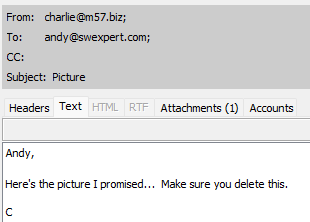 From: charlie@m57.biz;
To: andy@swexpert.com;
CC:
Subject: Picture
Headers Text HTML RTF Attachments (1) Accounts
Andy,
Here's the picture I promised... Make sure you delete this.
C